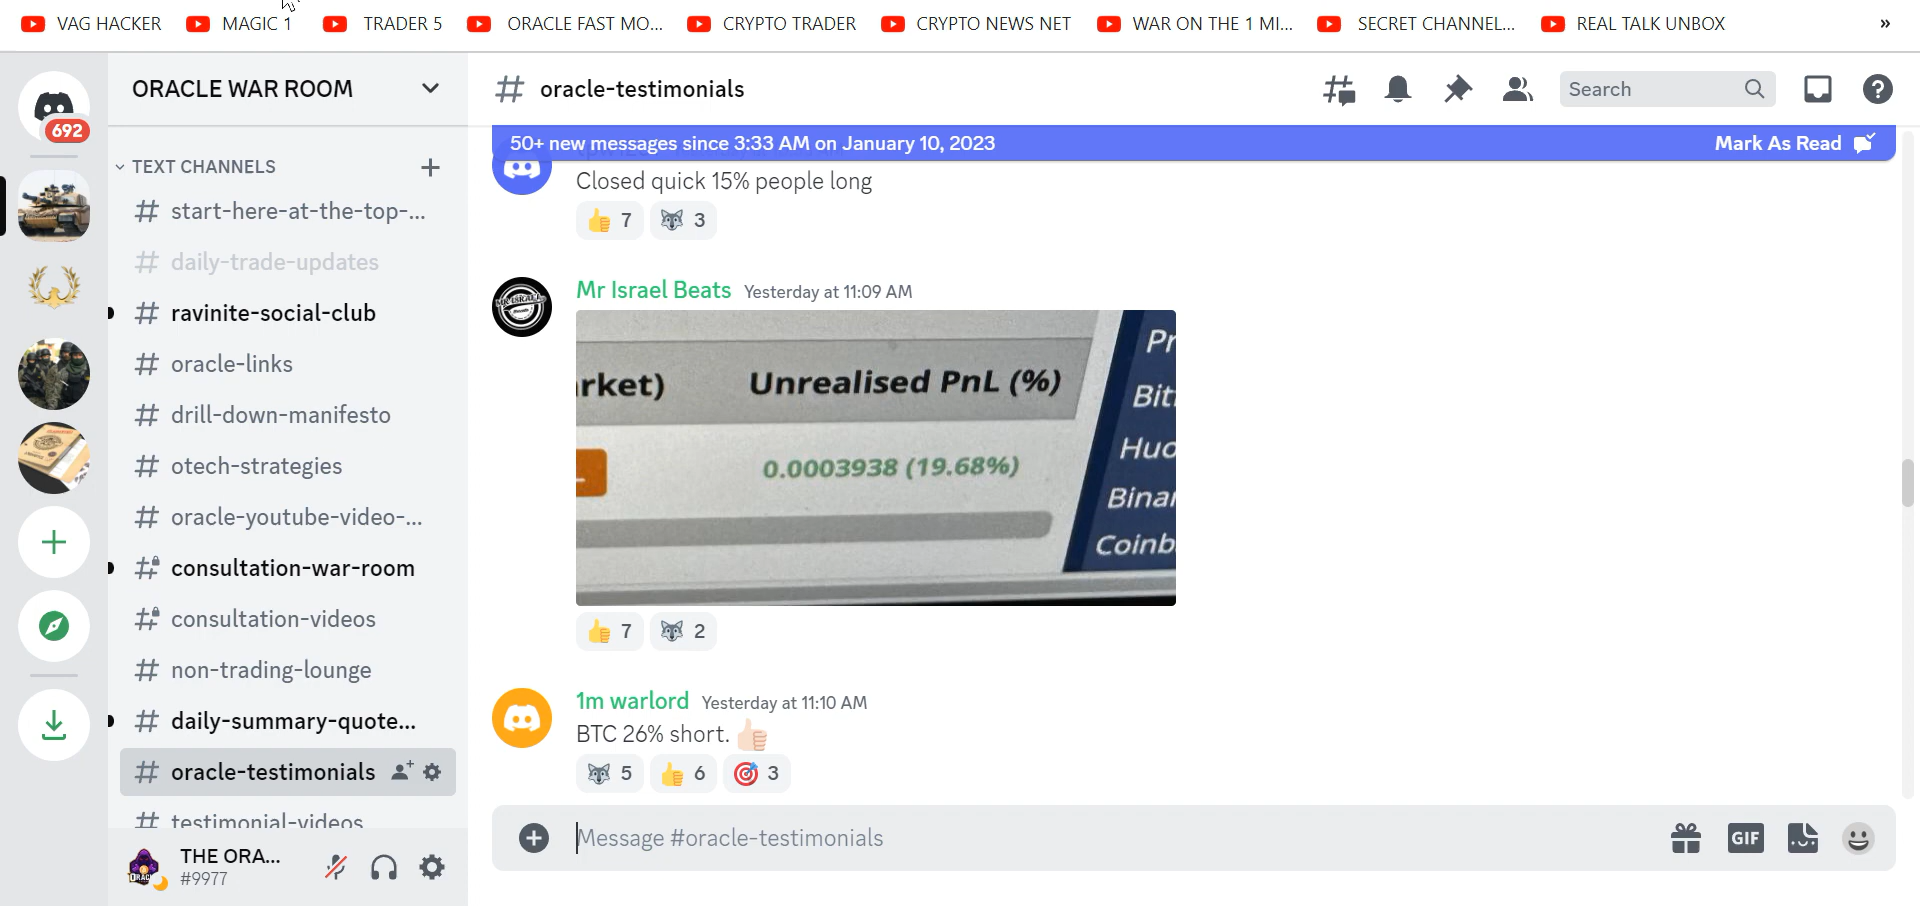 VAG HACKER MAGIC 1 TRADER 5 ORACLE FAST MO... CRYPTO TRADER CRYPTO NEWS NET WAR ON THE 1 MI... SECRET CHANNEL... REAL TALK UNBOX »
692
ORACLE WAR ROOM
TEXT CHANNELS
# start-here-at-the-top-...
# daily-trade-updates
# ravinite-social-club
# oracle-links
# drill-down-manifesto
# otech-strategies
# oracle-youtube-video-...
# consultation-war-room
# consultation-videos
# non-trading-lounge
# daily-summary-quote...
# oracle-testimonials
# testimonial-videos
THE ORA...
#9977
# oracle-testimonials
Search
50+ new messages since 3:33 AM on January 10, 2023 Mark As Read
Closed quick 15% people long
👍 7 🐺 3
Mr Israel Beats Yesterday at 11:09 AM
rket) Unrealised PnL (%)
0.0003938 (19.68%)
Pr
Bit
Huo
Binar
Coinb
👍 7 🐺 2
1m warlord Yesterday at 11:10 AM
BTC 26% short. 👍🏻
🐺 5 👍 6 🎯 3
Message #oracle-testimonials
GIF